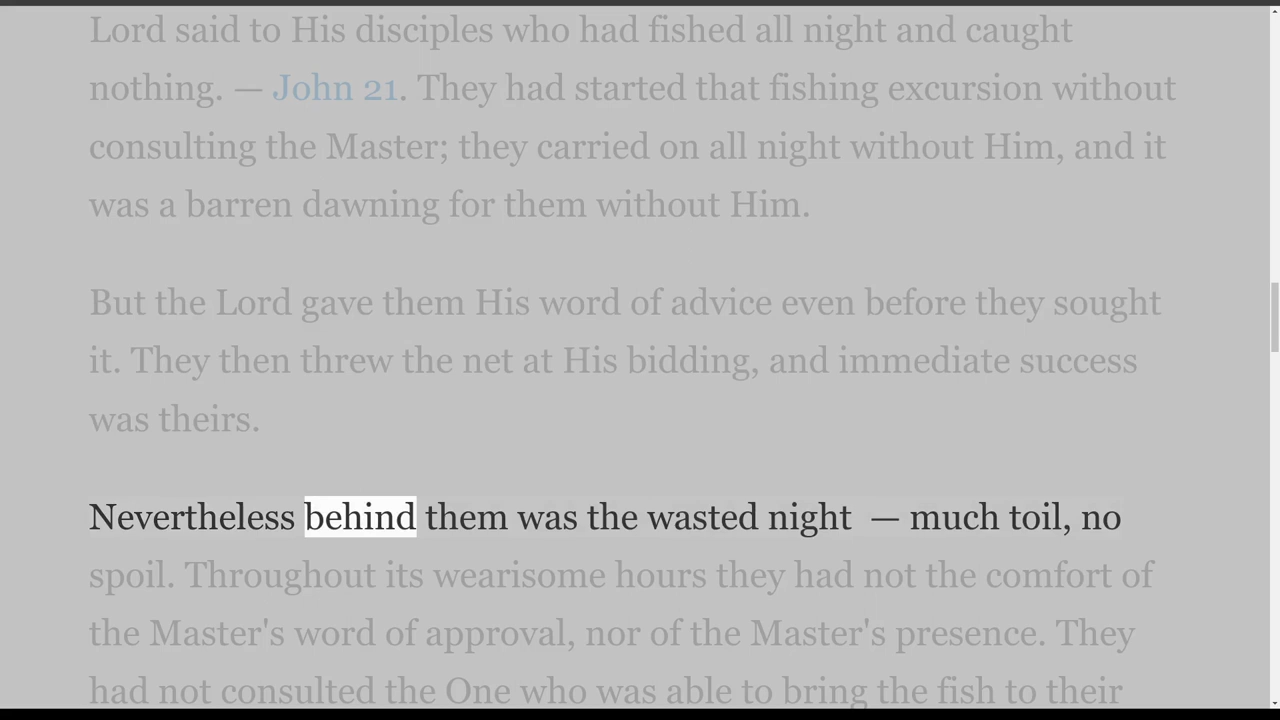 Lord said to His disciples who had fished all night and caught
nothing. — John 21. They had started that fishing excursion without
consulting the Master; they carried on all night without Him, and it
was a barren dawning for them without Him.
But the Lord gave them His word of advice even before they sought
it. They then threw the net at His bidding, and immediate success
was theirs.
Nevertheless behind them was the wasted night — much toil, no
spoil. Throughout its wearisome hours they had not the comfort of
the Master's word of approval, nor of the Master's presence. They
had not consulted the One who was able to bring the fish to their